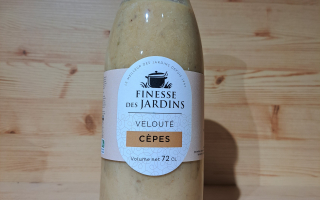 FINESSE
DES JARDINS
VELOUTÉ
CÈPES
Volume net 72 CL